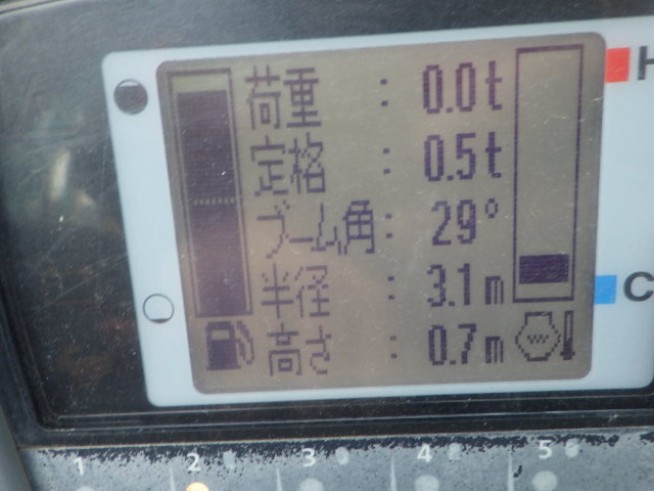 荷重 : 0.0t
定格 : 0.5t
ブーム角 : 29°
半径 : 3.1m
高さ : 0.7m
H
C
1 2 3 4 5